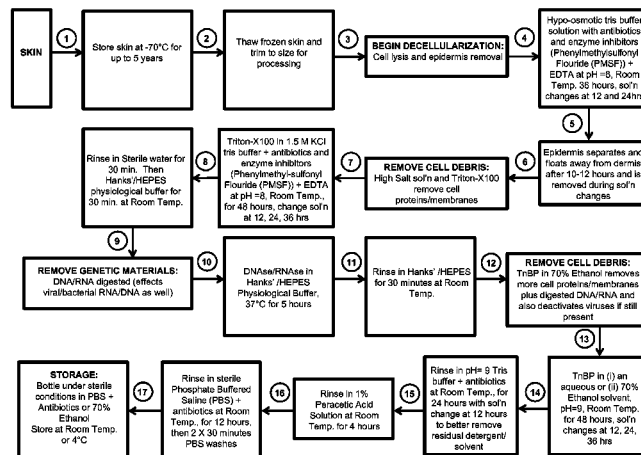 SKIN
1
Store skin at -70°C for
up to 5 years
2
Thaw frozen skin and
trim to size for
processing
3
BEGIN DECELLULARIZATION:
Cell lysis and epidermis removal
4
Hypo-osmotic tris buffer
solution with antibiotics
and enzyme inhibitors
(Phenylmethylsulfonyl
Flouride (PMSF)) +
EDTA at pH =8, Room
Temp. 36 hours, sol'n
changes at 12 and 24hrs
5
Epidermis separates and
floats away from dermis
after 10-12 hours and is
removed during sol'n
changes
6
REMOVE CELL DEBRIS:
High Salt sol'n and Triton-X100
remove cell
proteins/membranes
7
Triton-X100 in 1.5 M KCl
tris buffer + antibiotics and
enzyme inhibitors
(Phenylmethyl-sulfonyl
Flouride (PMSF)) + EDTA
at pH =8, Room Temp.,
for 48 hours, change sol'n
at 12, 24, 36 hrs
8
Rinse in Sterile water for
30 min. Then
Hanks'/HEPES
physiological buffer for
30 min. at Room Temp.
9
REMOVE GENETIC MATERIALS:
DNA/RNA digested (effects
viral/bacterial RNA/DNA as well)
10
DNAse/RNAse in
Hanks' /HEPES
Physiological Buffer,
37°C for 5 hours
11
Rinse in Hanks' /HEPES
for 30 minutes at Room
Temp.
12
REMOVE CELL DEBRIS:
TnBP in 70% Ethanol removes
more cell proteins/membranes
plus digested DNA/RNA and
also deactivates viruses if still
present
13
TnBP in (i) an
aqueous or (ii) 70%
Ethanol solvent,
pH=9, Room Temp.
for 48 hours, sol'n
changes at 12, 24,
36 hrs
14
Rinse in pH= 9 Tris
buffer + antibiotics
at Room Temp., for
24 hours with sol'n
change at 12 hours
to better remove
residual detergent/
solvent
15
Rinse in 1%
Peracetic Acid
Solution at Room
Temp. for 4 hours
16
Rinse in sterile
Phosphate Buffered
Saline (PBS) +
antibiotics at Room
Temp., for 12 hours,
then 2 X 30 minutes
PBS washes
17
STORAGE:
Bottle under sterile
conditions in PBS +
Antibiotics or 70%
Ethanol
Store at Room Temp.
or 4°C